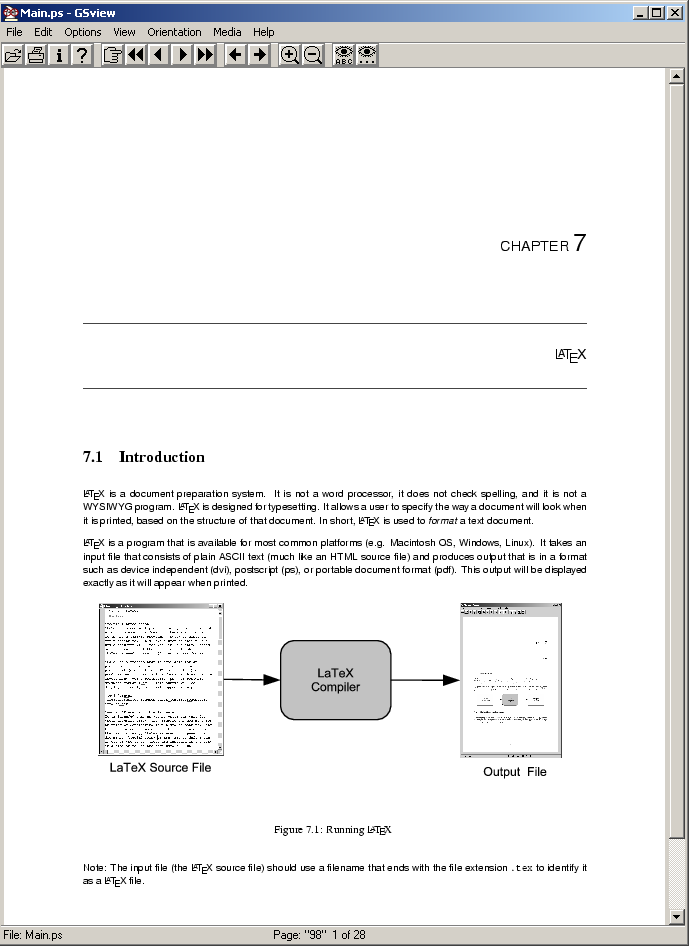 Main.ps - GSview
File Edit Options View Orientation Media Help
ABC
CHAPTER 7
LATEX
7.1 Introduction
LATEX is a document preparation system. It is not a word processor, it does not check spelling, and it is not a
WYSIWYG program. LATEX is designed for typesetting. It allows a user to specify the way a document will look when
it is printed, based on the structure of that document. In short, LATEX is used to format a text document.
LATEX is a program that is available for most common platforms (e.g. Macintosh OS, Windows, Linux). It takes an
input file that consists of plain ASCII text (much like an HTML source file) and produces output that is in a format
such as device independent (dvi), postscript (ps), or portable document format (pdf). This output will be displayed
exactly as it will appear when printed.
LaTeX
Compiler
LaTeX Source File
Output File
Figure 7.1: Running LATEX
Note: The input file (the LATEX source file) should use a filename that ends with the file extension .tex to identify it
as a LATEX file.
File: Main.ps Page: "98" 1 of 28